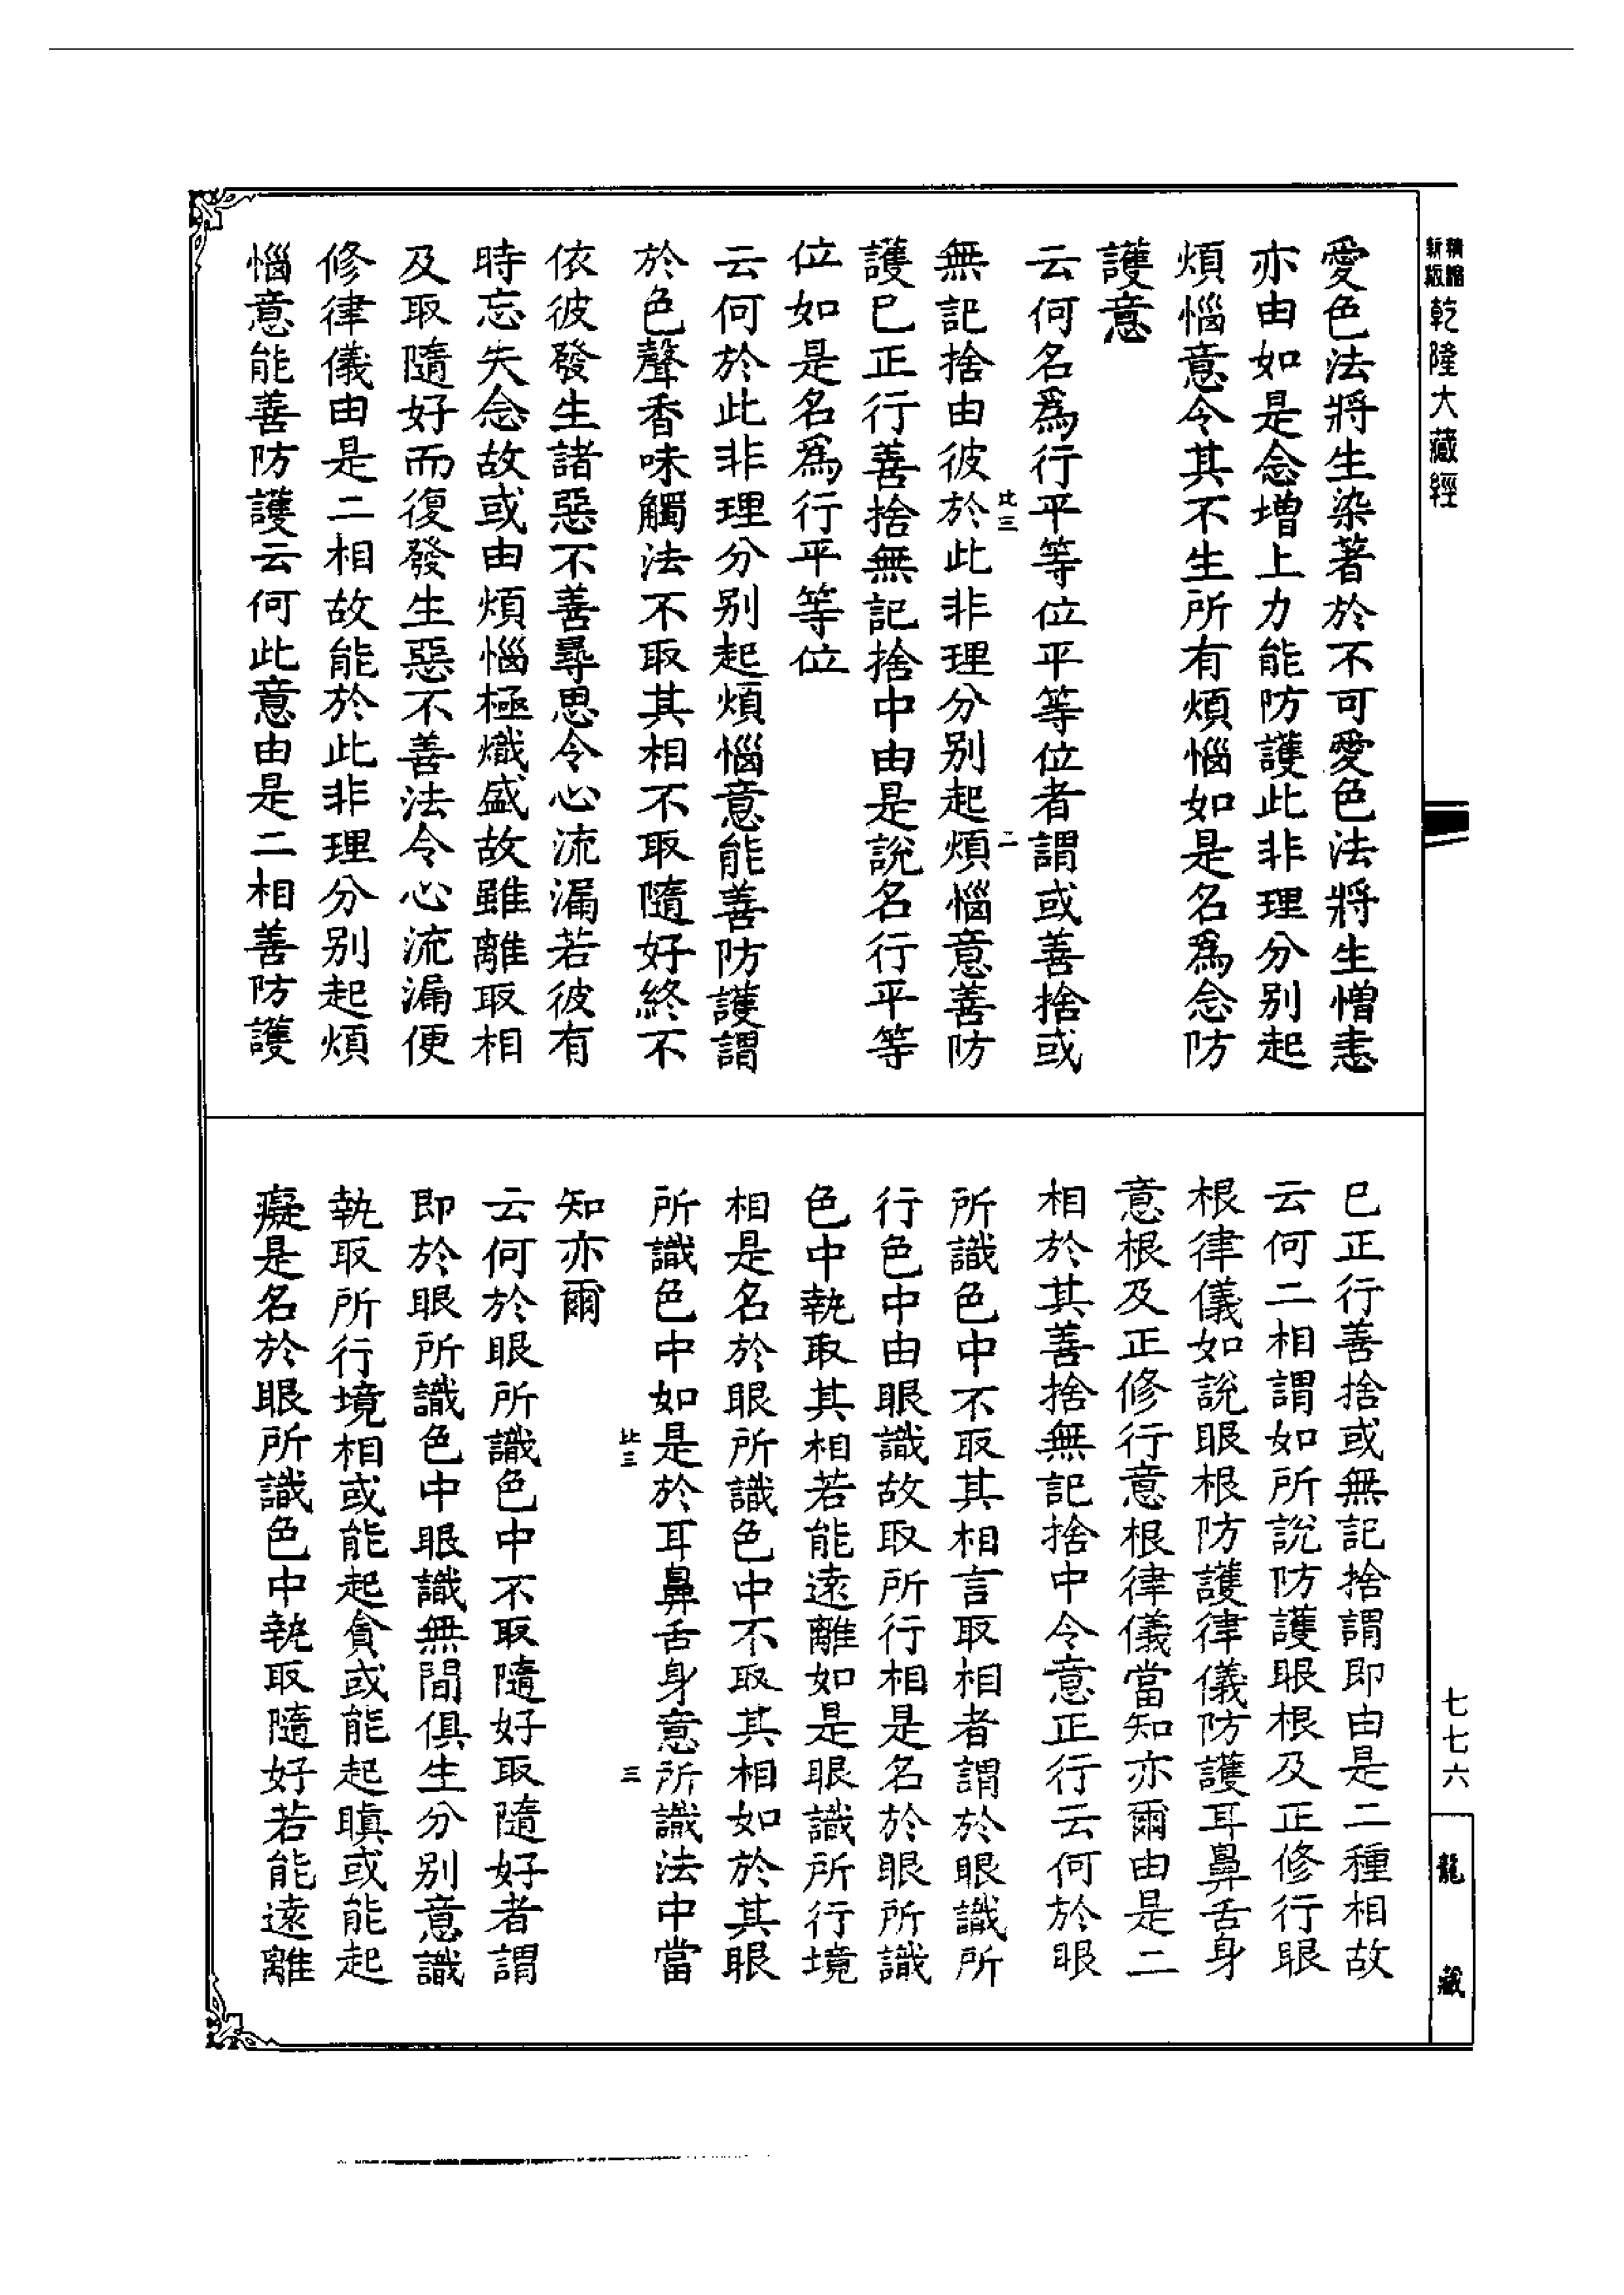 精縮
新版
乾隆大藏經
愛色法將生染著於不可愛色法將生憎恚
亦由如是念增上力能防護此非理分別起
煩惱意令其不生所有煩惱如是名爲念防
護意
云何名爲行平等位平等位者謂或善捨或
比三
二
無記捨由彼於此非理分別起煩惱意善防
護已正行善捨無記捨中由是說名行平等
位如是名爲行平等位
云何於此非理分別起煩惱意能善防護謂
於色聲香味觸法不取其相不取隨好終不
依彼發生諸惡不善尋思令心流漏若彼有
時忘失念故或由煩惱極熾盛故雖離取相
及取隨好而復發生惡不善法令心流漏便
修律儀由是二相故能於此非理分別起煩
惱意能善防護云何此意由是二相善防護
已正行善捨或無記捨謂即由是二種相故
云何二相謂如所說防護眼根及正修行眼
根律儀如說眼根防護律儀防護耳鼻舌身
意根及正修行意根律儀當知亦爾由是二
相於其善捨無記捨中令意正行云何於眼
所識色中不取其相言取相者謂於眼識所
行色中由眼識故取所行相是名於眼所識
色中執取其相若能遠離如是眼識所行境
相是名於眼所識色中不取其相如於其眼
所識色中如是於耳鼻舌身意所識法中當
比三
三
知亦爾
云何於眼所識色中不取隨好取隨好者謂
即於眼所識色中眼識無間俱生分別意識
執取所行境相或能起貪或能起瞋或能起
癡是名於眼所識色中執取隨好若能遠離
七七六
龍藏